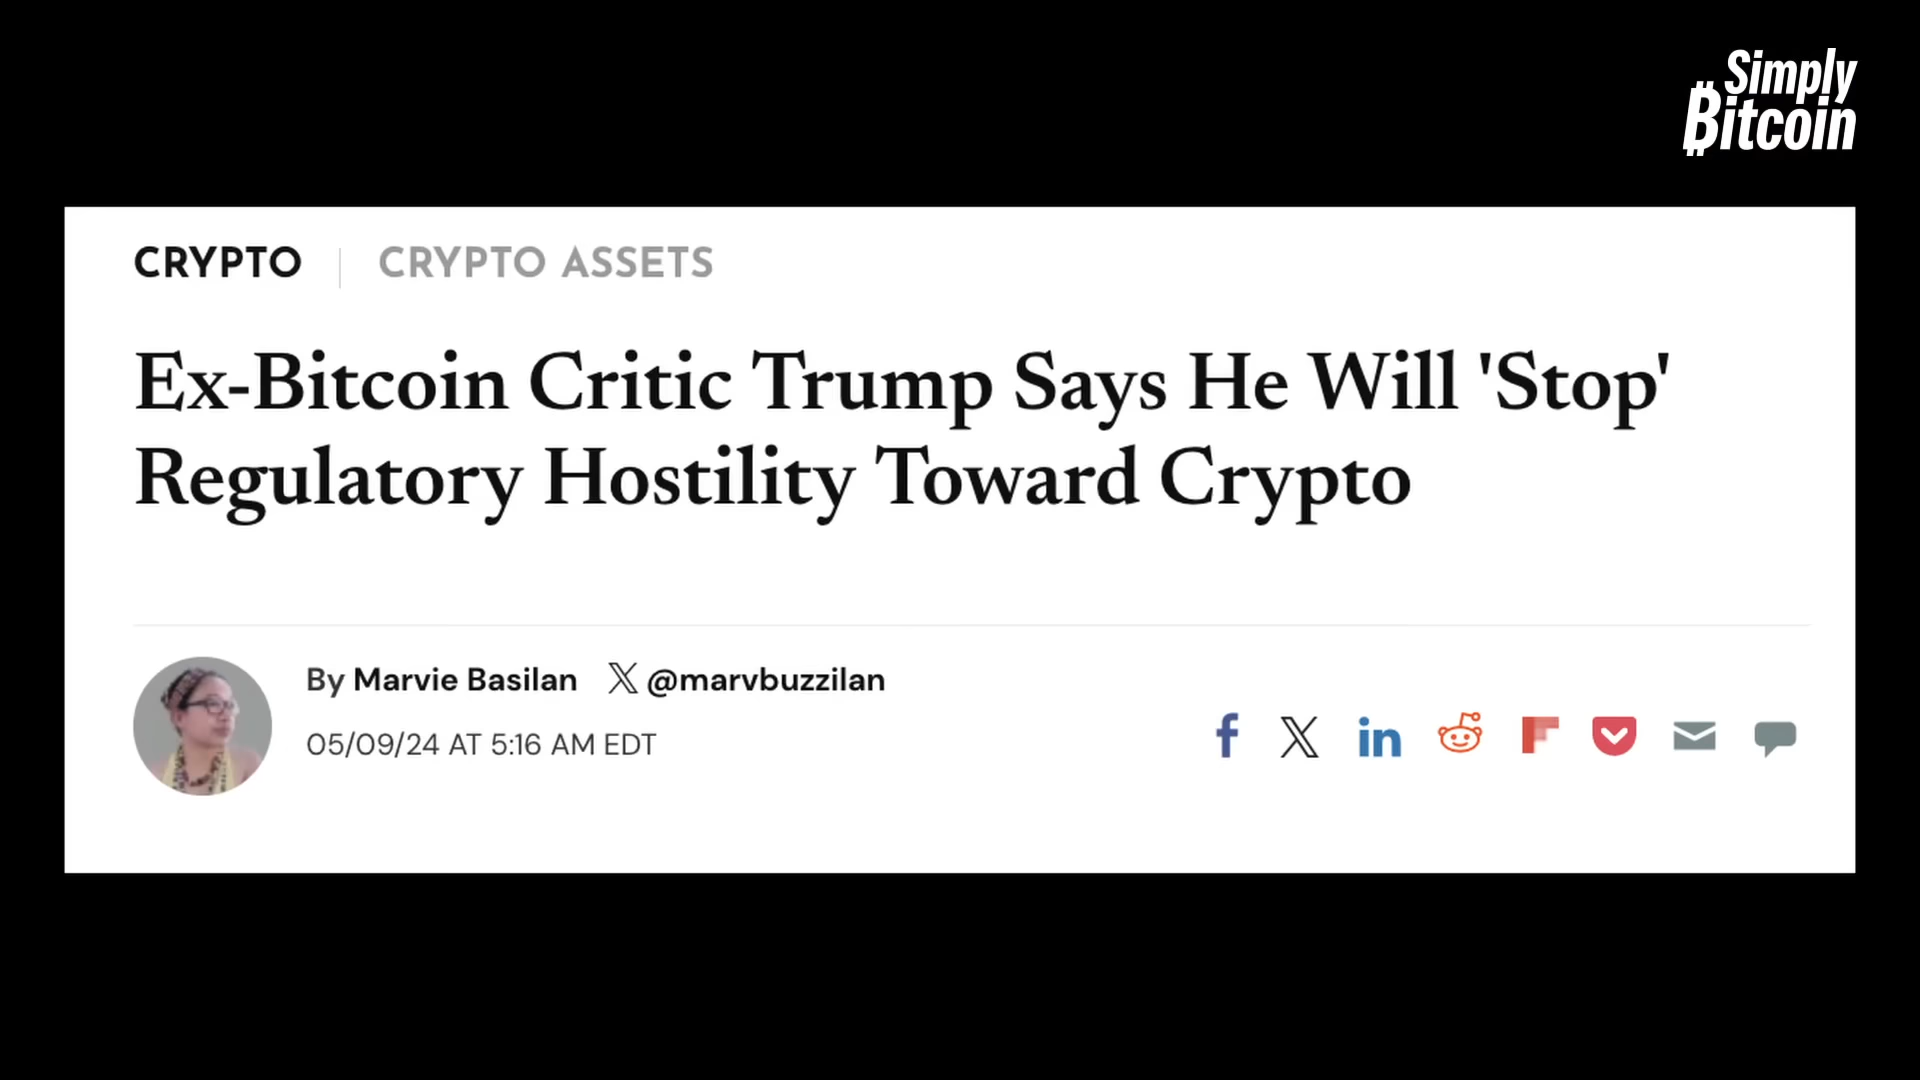 Simply
Bitcoin
CRYPTO | CRYPTO ASSETS
Ex-Bitcoin Critic Trump Says He Will 'Stop'
Regulatory Hostility Toward Crypto
By Marvie Basilan X @marvbuzzilan
05/09/24 AT 5:16 AM EDT